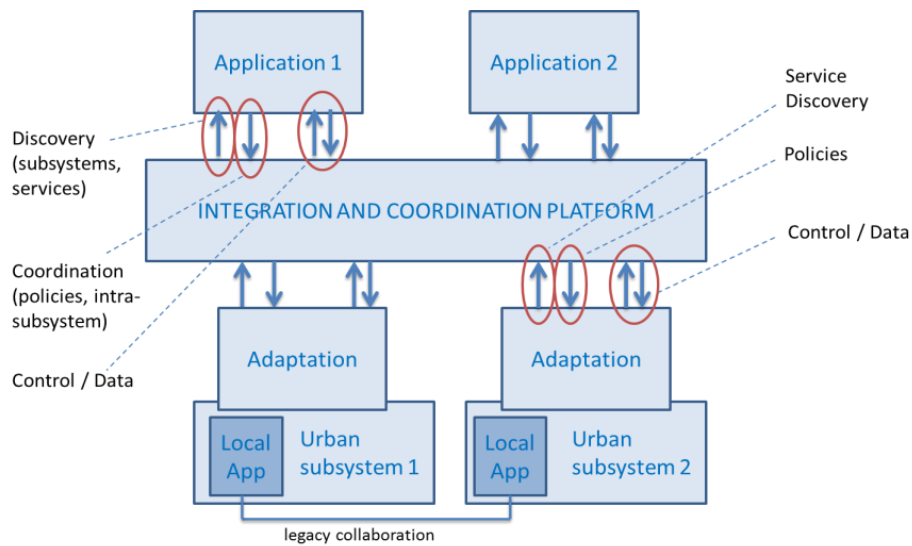 Application 1
Application 2
Service
Discovery
Discovery
(subsystems,
services)
Policies
INTEGRATION AND COORDINATION PLATFORM
Control / Data
Coordination
(policies, intra-
subsystem)
Adaptation
Adaptation
Control / Data
Local
App
Urban
subsystem 1
Local
App
Urban
subsystem 2
legacy collaboration